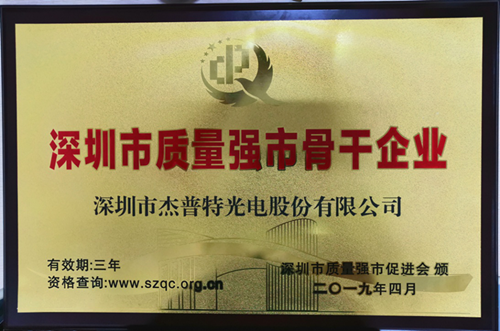 深圳市质量强市骨干企业
深圳市杰普特光电股份有限公司
有效期:三年
资格查询:www.szqc.org.cn
深圳市质量强市促进会 颁
二〇一九年四月